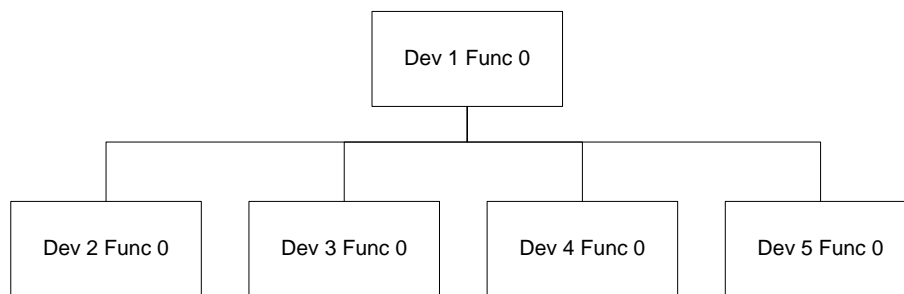 Dev 1 Func 0
Dev 2 Func 0
Dev 3 Func 0
Dev 4 Func 0
Dev 5 Func 0